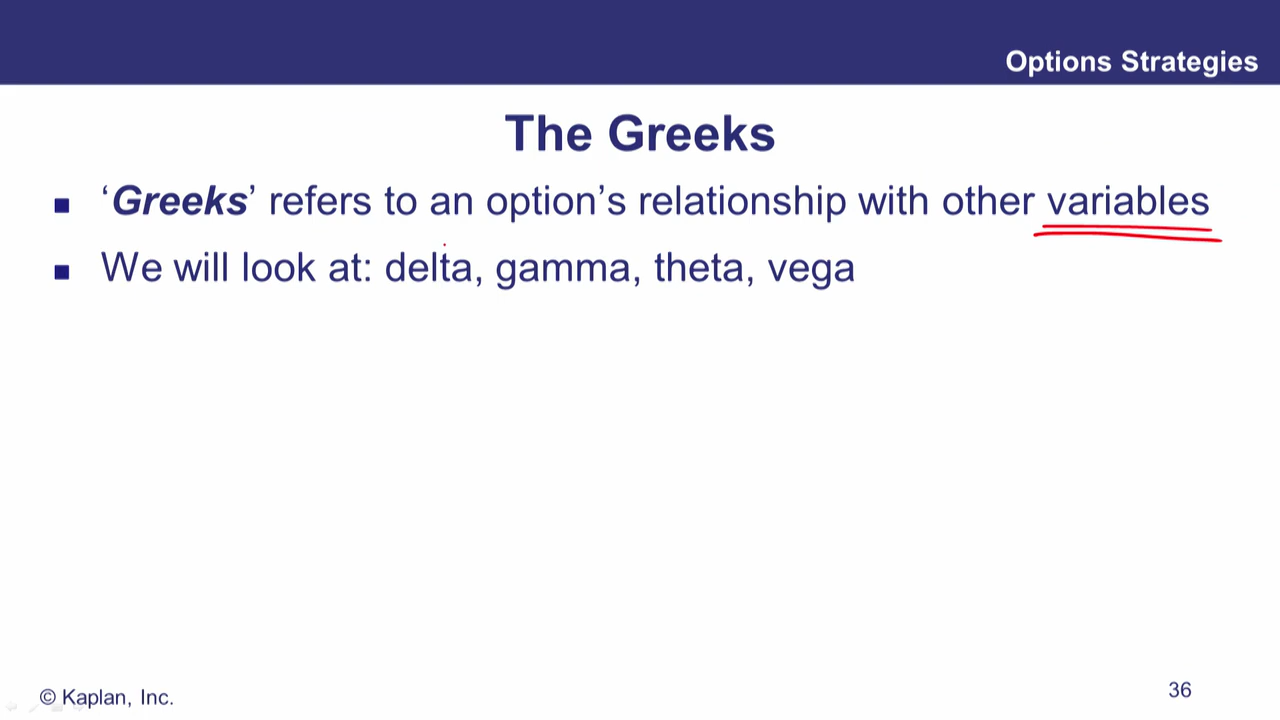 Options Strategies
The Greeks
▪ ‘Greeks’ refers to an option’s relationship with other variables
▪ We will look at: delta, gamma, theta, vega
© Kaplan, Inc.
36